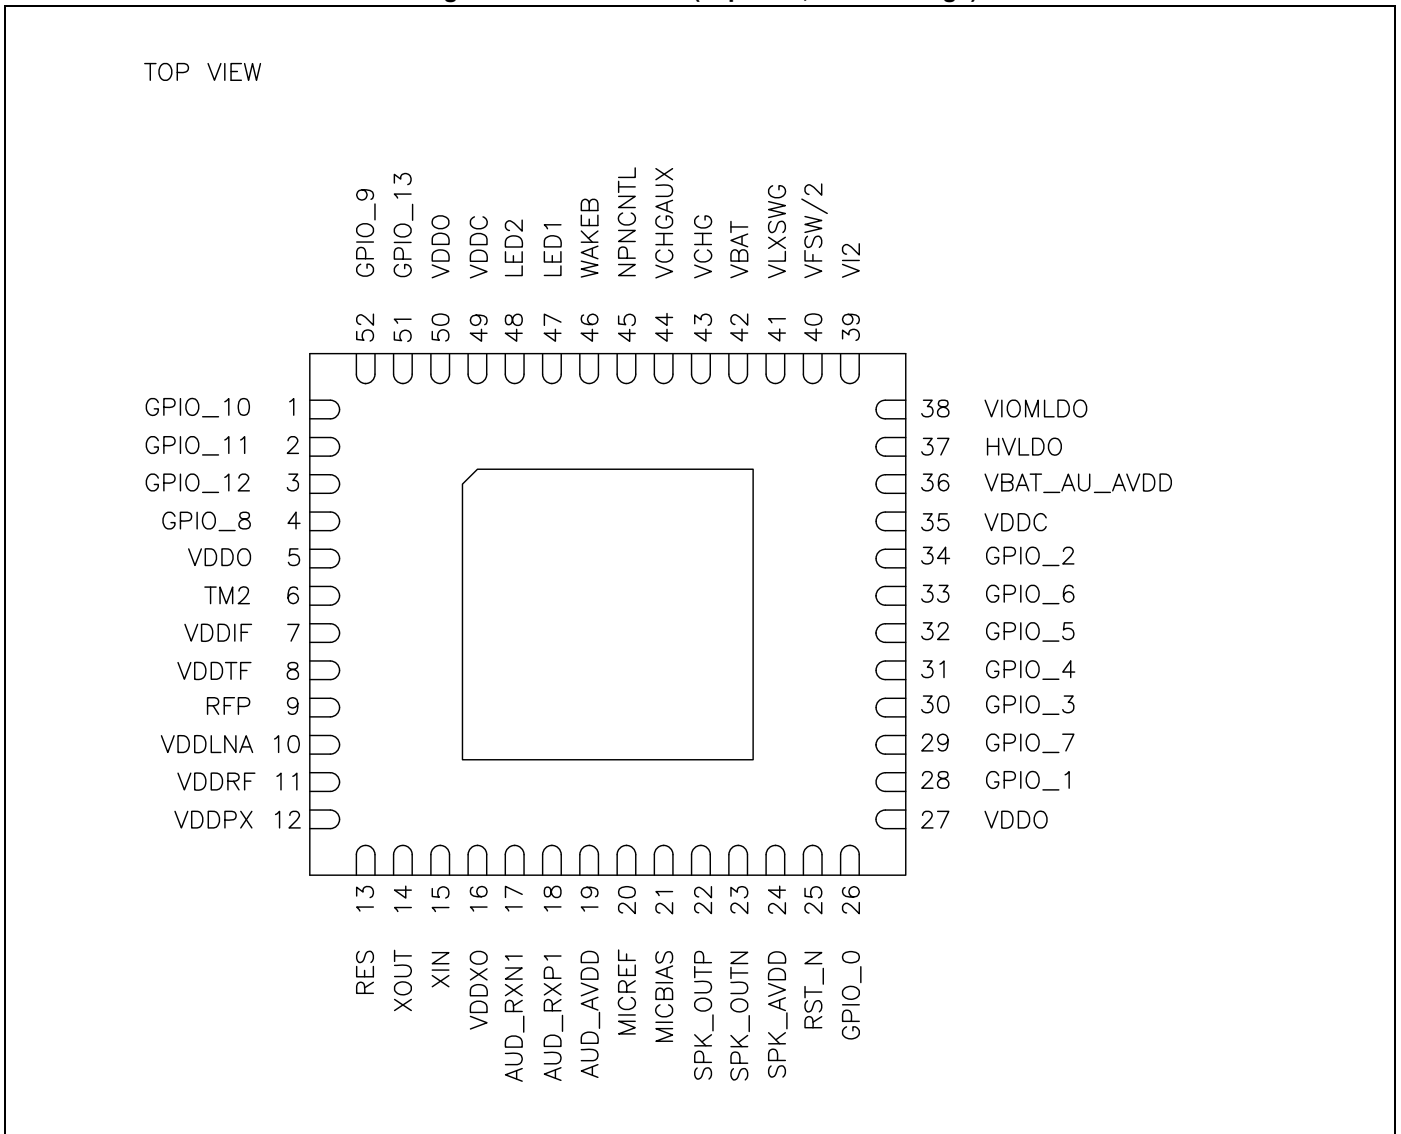 TOP VIEW
GPIO_9
GPIO_13
VDDO
VDDC
LED2
LED1
WAKEB
NPNCNTL
VCHGAUX
VCHG
VBAT
VLXSWG
VFSW/2
VI2
52 51 50 49 48 47 46 45 44 43 42 41 40 39
GPIO_10 1
GPIO_11 2
GPIO_12 3
GPIO_8 4
VDDO 5
TM2 6
VDDIF 7
VDDTF 8
RFP 9
VDDLNA 10
VDDRF 11
VDDPX 12
38 VIOMLDO
37 HVLDO
36 VBAT_AU_AVDD
35 VDDC
34 GPIO_2
33 GPIO_6
32 GPIO_5
31 GPIO_4
30 GPIO_3
29 GPIO_7
28 GPIO_1
27 VDDO
13 14 15 16 17 18 19 20 21 22 23 24 25 26
RES
XOUT
XIN
VDDXO
AUD_RXN1
AUD_RXP1
AUD_AVDD
MICREF
MICBIAS
SPK_OUTP
SPK_OUTN
SPK_AVDD
RST_N
GPIO_0